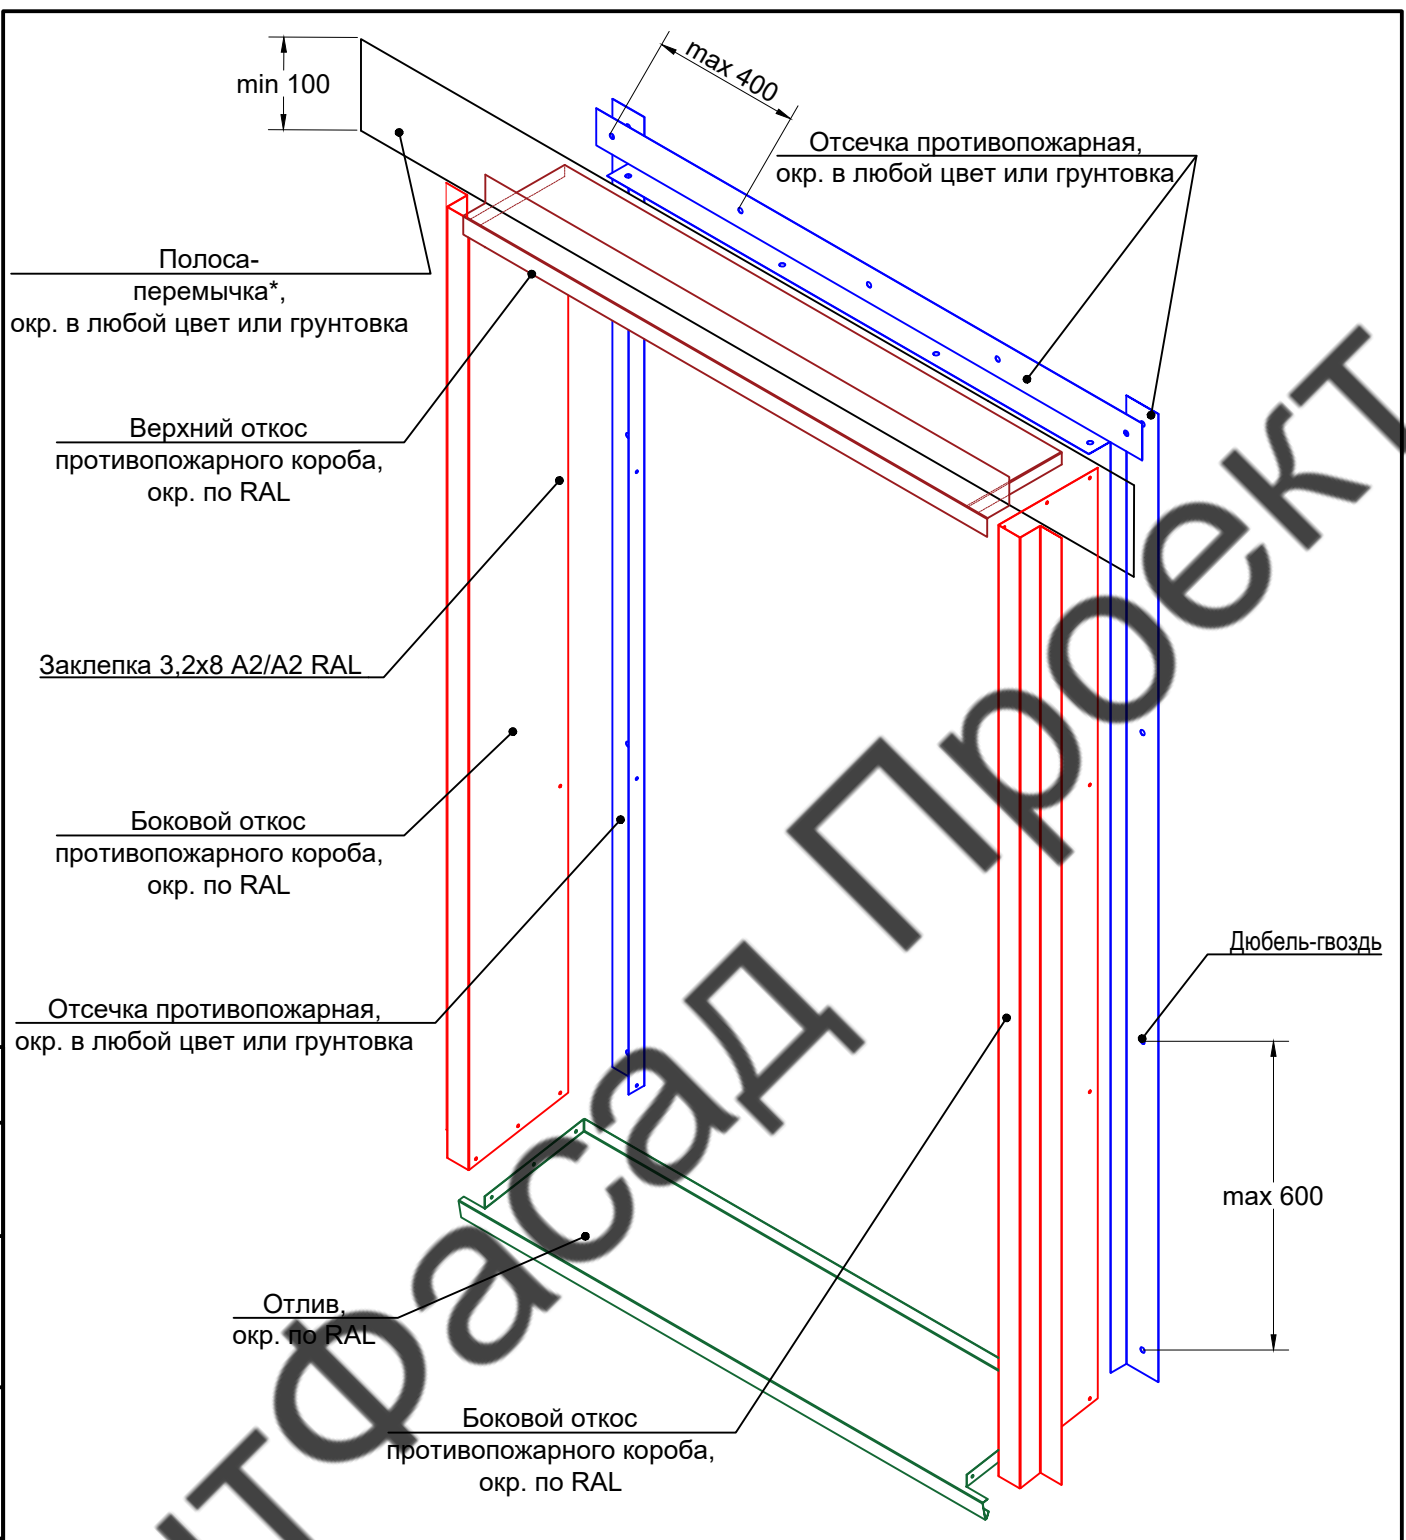 min 100
max 400
Отсечка противопожарная,
окр. в любой цвет или грунтовка
Полоса-
перемычка*,
окр. в любой цвет или грунтовка
Верхний откос
противопожарного короба,
окр. по RAL
Заклепка 3,2х8 А2/А2 RAL
Боковой откос
противопожарного короба,
окр. по RAL
Отсечка противопожарная,
окр. в любой цвет или грунтовка
Дюбель-гвоздь
max 600
Отлив,
окр. по RAL
Боковой откос
противопожарного короба,
окр. по RAL
Проект